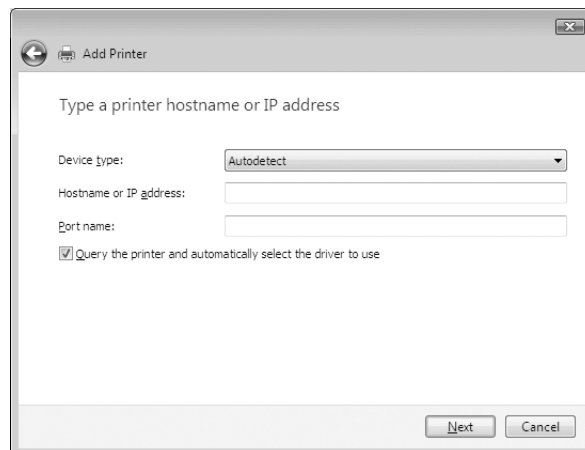 Add Printer
Type a printer hostname or IP address
Device type:
Autodetect
Hostname or IP address:
Port name:
Query the printer and automatically select the driver to use
Next
Cancel